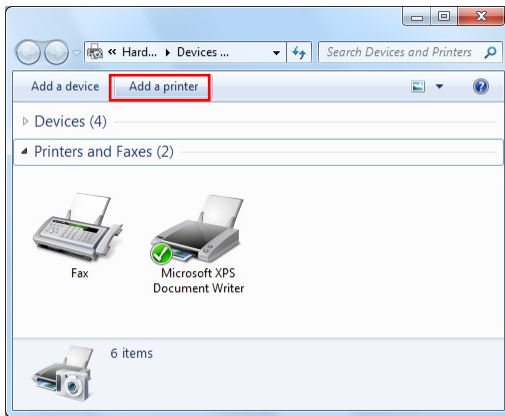 « Hard... ▸ Devices ...
Search Devices and Printers
Add a device
Add a printer
Devices (4)
Printers and Faxes (2)
Fax
Microsoft XPS
Document Writer
6 items